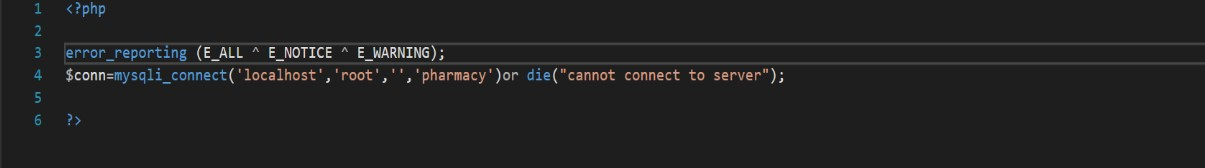 1 <?php
2
3 error_reporting (E_ALL ^ E_NOTICE ^ E_WARNING);
4 $conn=mysqli_connect('localhost','root','','pharmacy')or die("cannot connect to server");
5
6 ?>